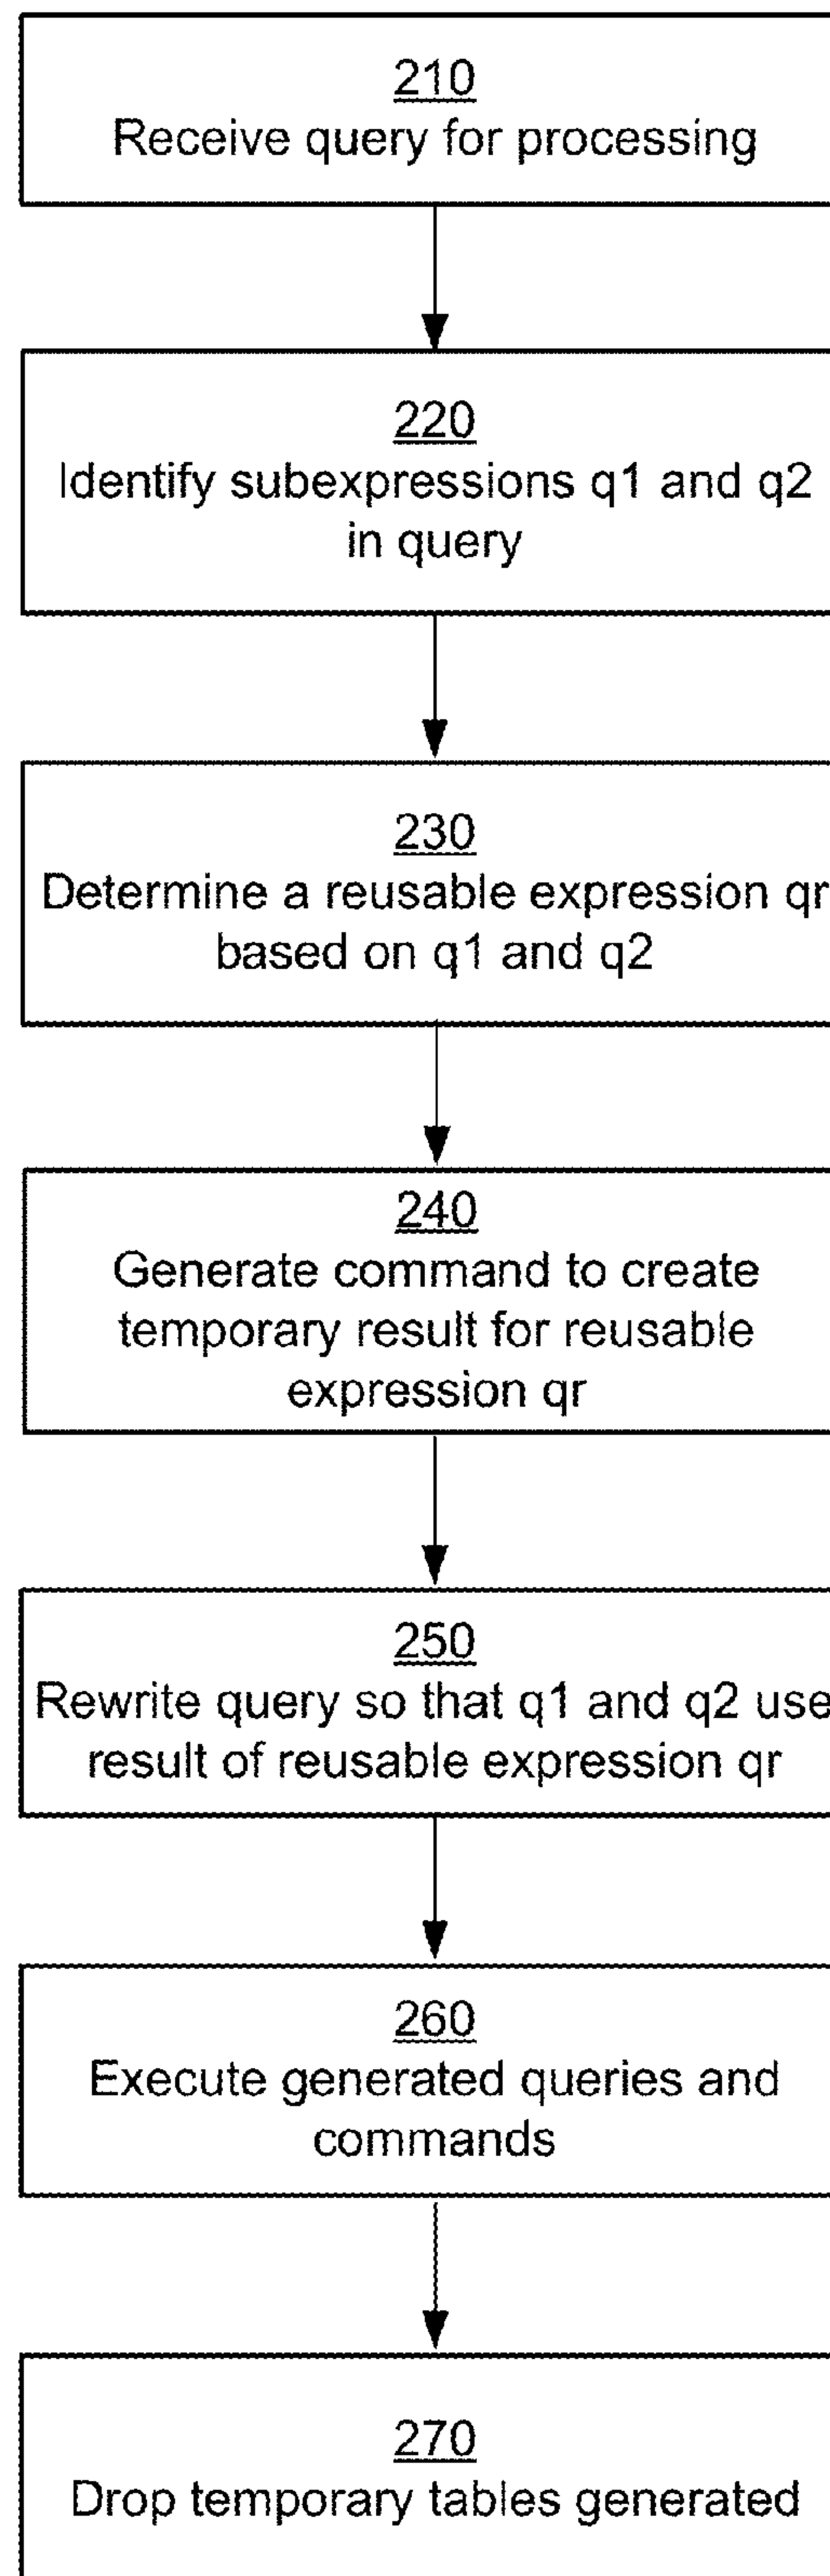 210
Receive query for processing
220
Identify subexpressions q1 and q2
in query
230
Determine a reusable expression qr
based on q1 and q2
240
Generate command to create
temporary result for reusable
expression qr
250
Rewrite query so that q1 and q2 use
result of reusable expression qr
260
Execute generated queries and
commands
270
Drop temporary tables generated